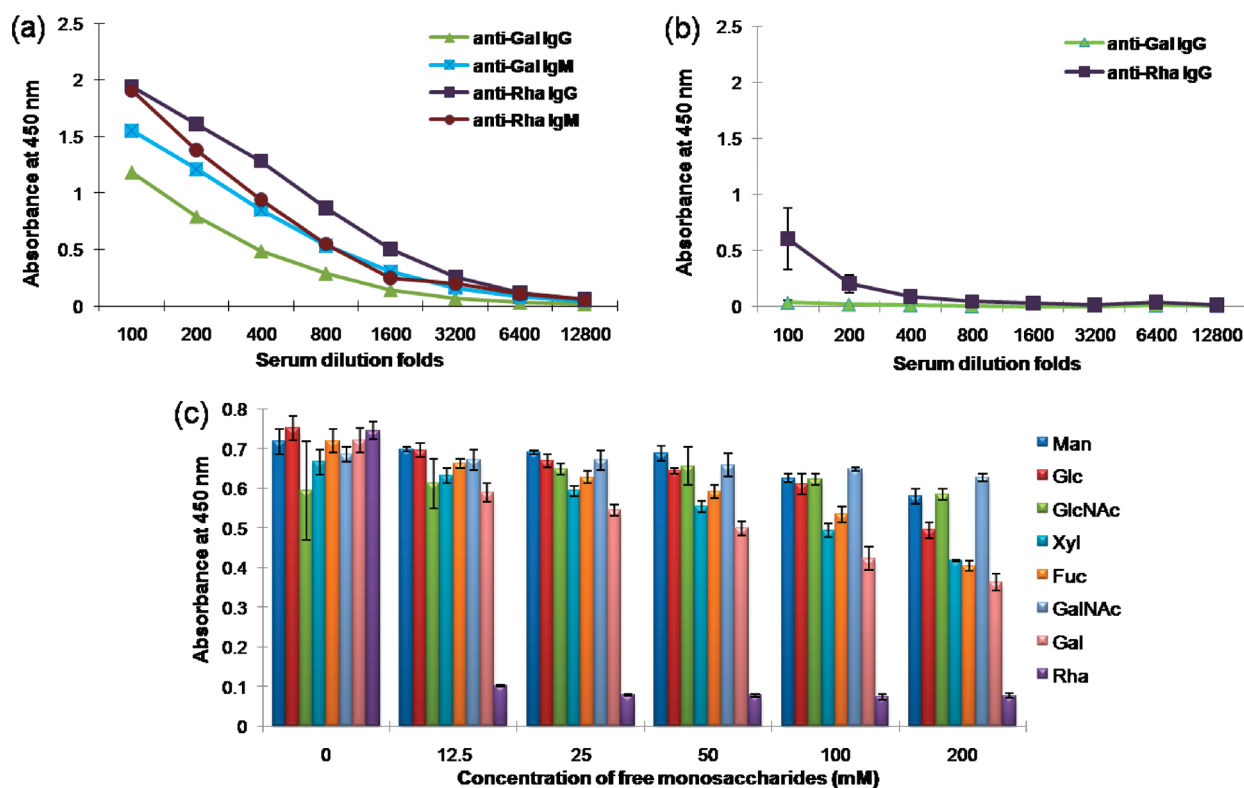 (a)
2.5
2
1.5
1
0.5
0
Absorbance at 450 nm
anti-Gal IgG
anti-Gal IgM
anti-Rha IgG
anti-Rha IgM
100 200 400 800 1600 3200 6400 12800
Serum dilution folds
(b)
2.5
2
1.5
1
0.5
0
Absorbance at 450 nm
anti-Gal IgG
anti-Rha IgG
100 200 400 800 1600 3200 6400 12800
Serum dilution folds
(c)
0.8
0.7
0.6
0.5
0.4
0.3
0.2
0.1
0
Absorbance at 450 nm
Man
Glc
GlcNAc
Xyl
Fuc
GalNAc
Gal
Rha
0 12.5 25 50 100 200
Concentration of free monosaccharides (mM)